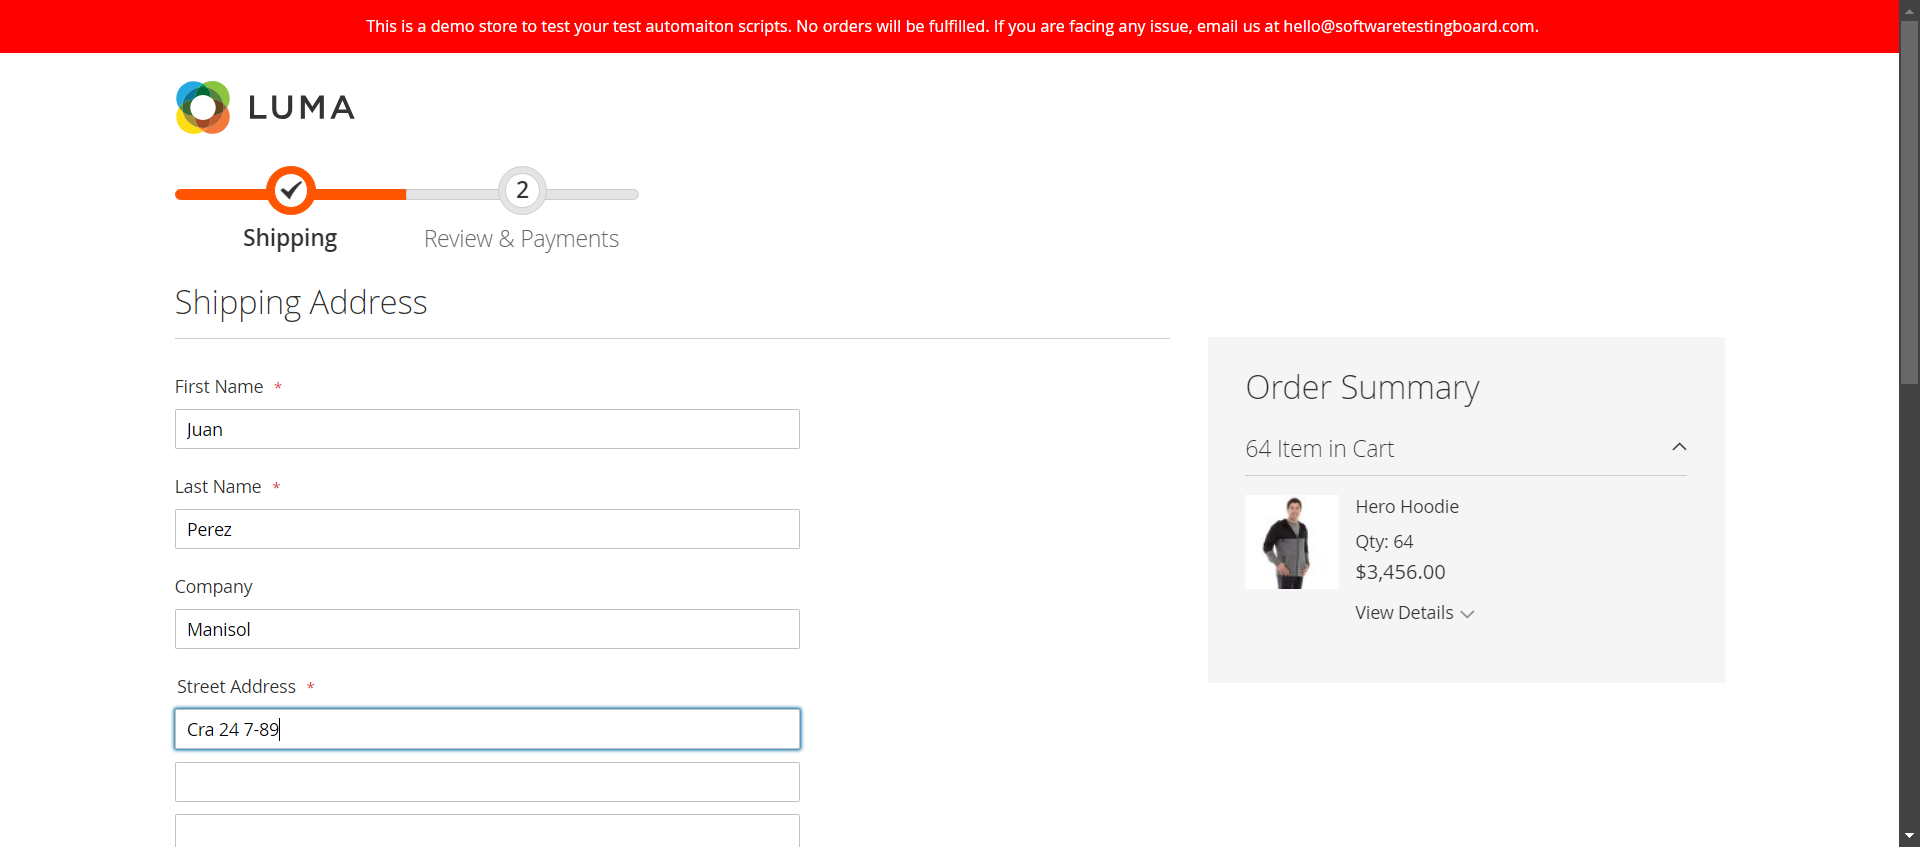 This is a demo store to test your test automaiton scripts. No orders will be fulfilled. If you are facing any issue, email us at hello@softwaretestingboard.com.
LUMA
2
Shipping
Review & Payments
Shipping Address
First Name *
Juan
Last Name *
Perez
Company
Manisol
Street Address *
Cra 24 7-89
Order Summary
64 Item in Cart
Hero Hoodie
Qty: 64
$3,456.00
View Details